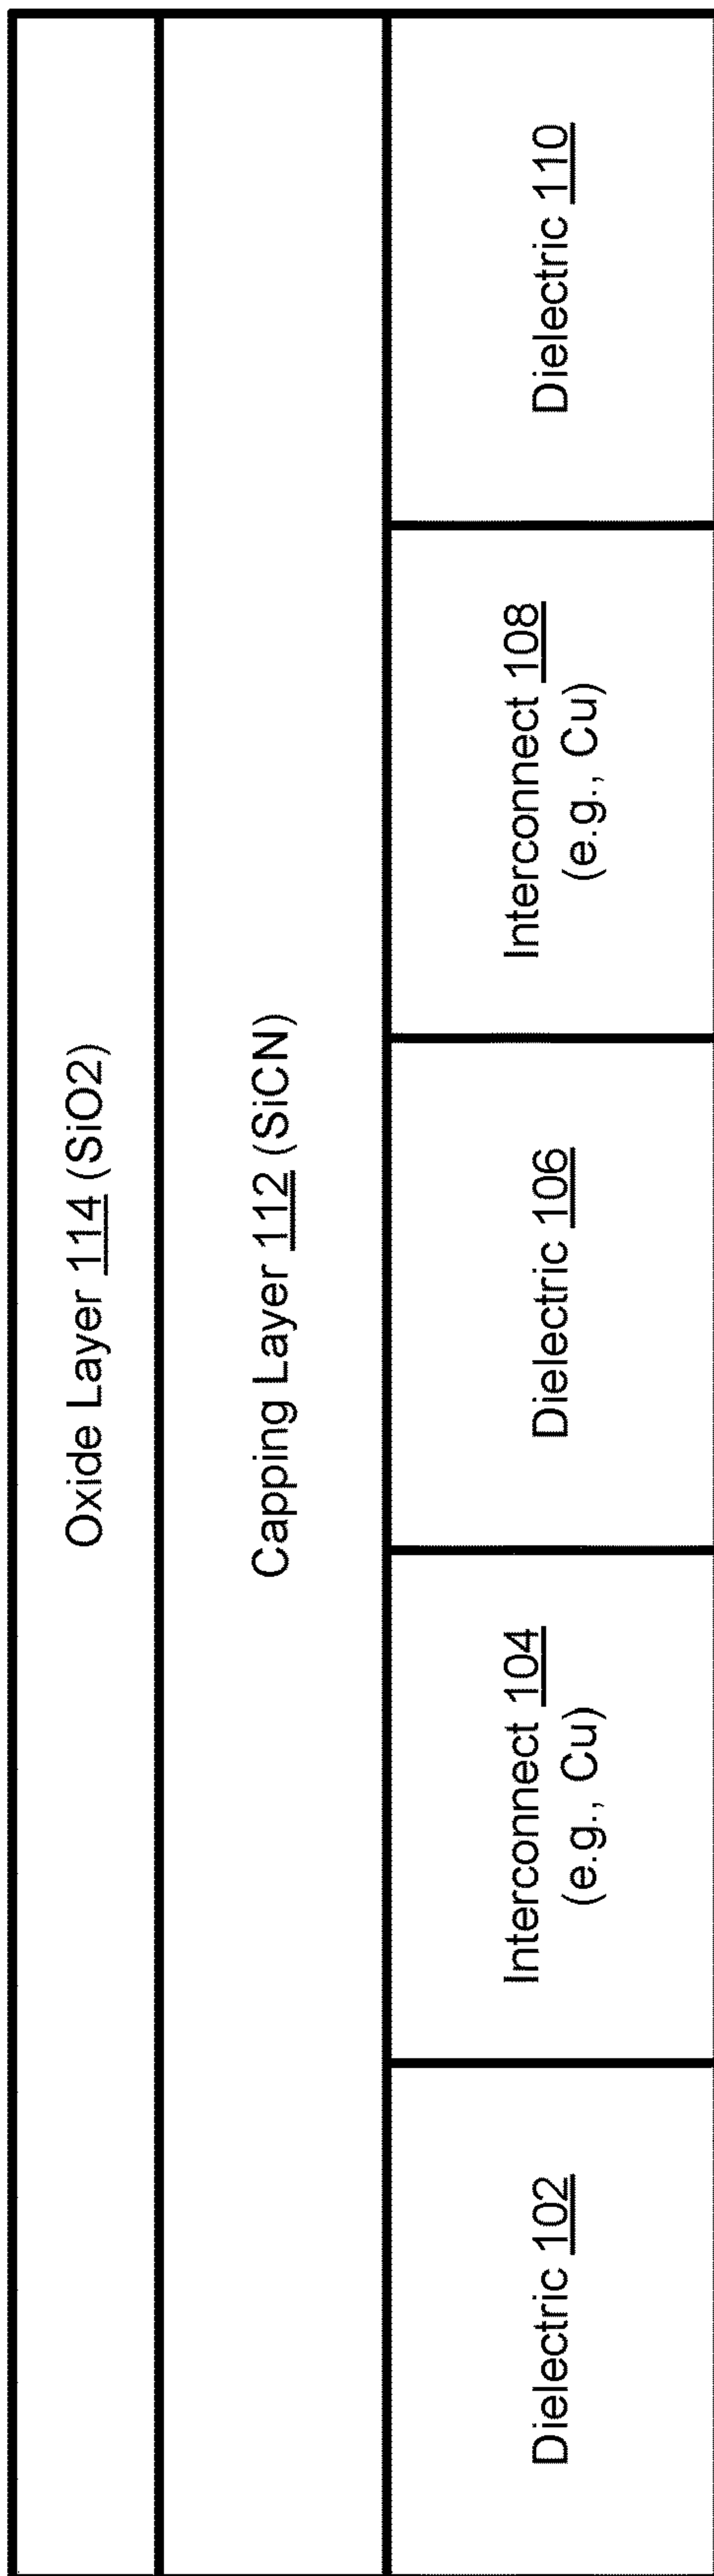 Oxide Layer 114 (SiO2)
Capping Layer 112 (SiCN)
Dielectric 102
Interconnect 104
(e.g., Cu)
Dielectric 106
Interconnect 108
(e.g., Cu)
Dielectric 110